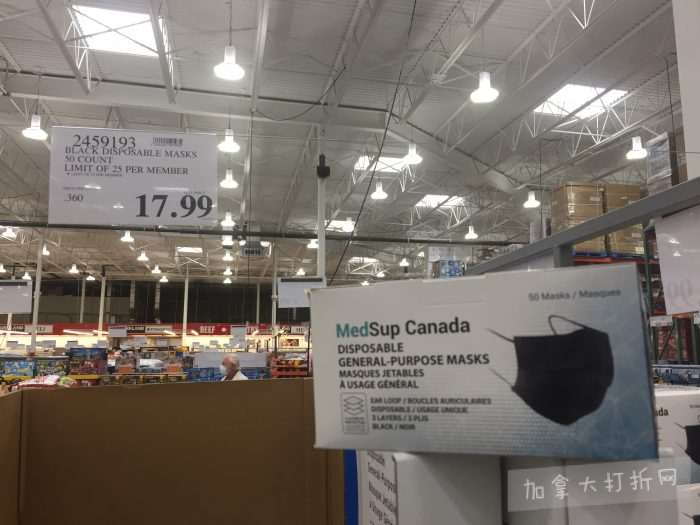 2459193
BLACK DISPOSABLE MASKS
50 COUNT
LIMIT OF 25 PER MEMBER
.360
17.99
BEEF
50 Masks / Masques
MedSup Canada
DISPOSABLE
GENERAL-PURPOSE MASKS
MASQUES JETABLES
À USAGE GÉNÉRAL
EAR LOOP / BOUCLES AURICULAIRES
DISPOSABLE / USAGE UNIQUE
3 LAYERS / 3 PLIS
BLACK / NOIR
加拿大打折网